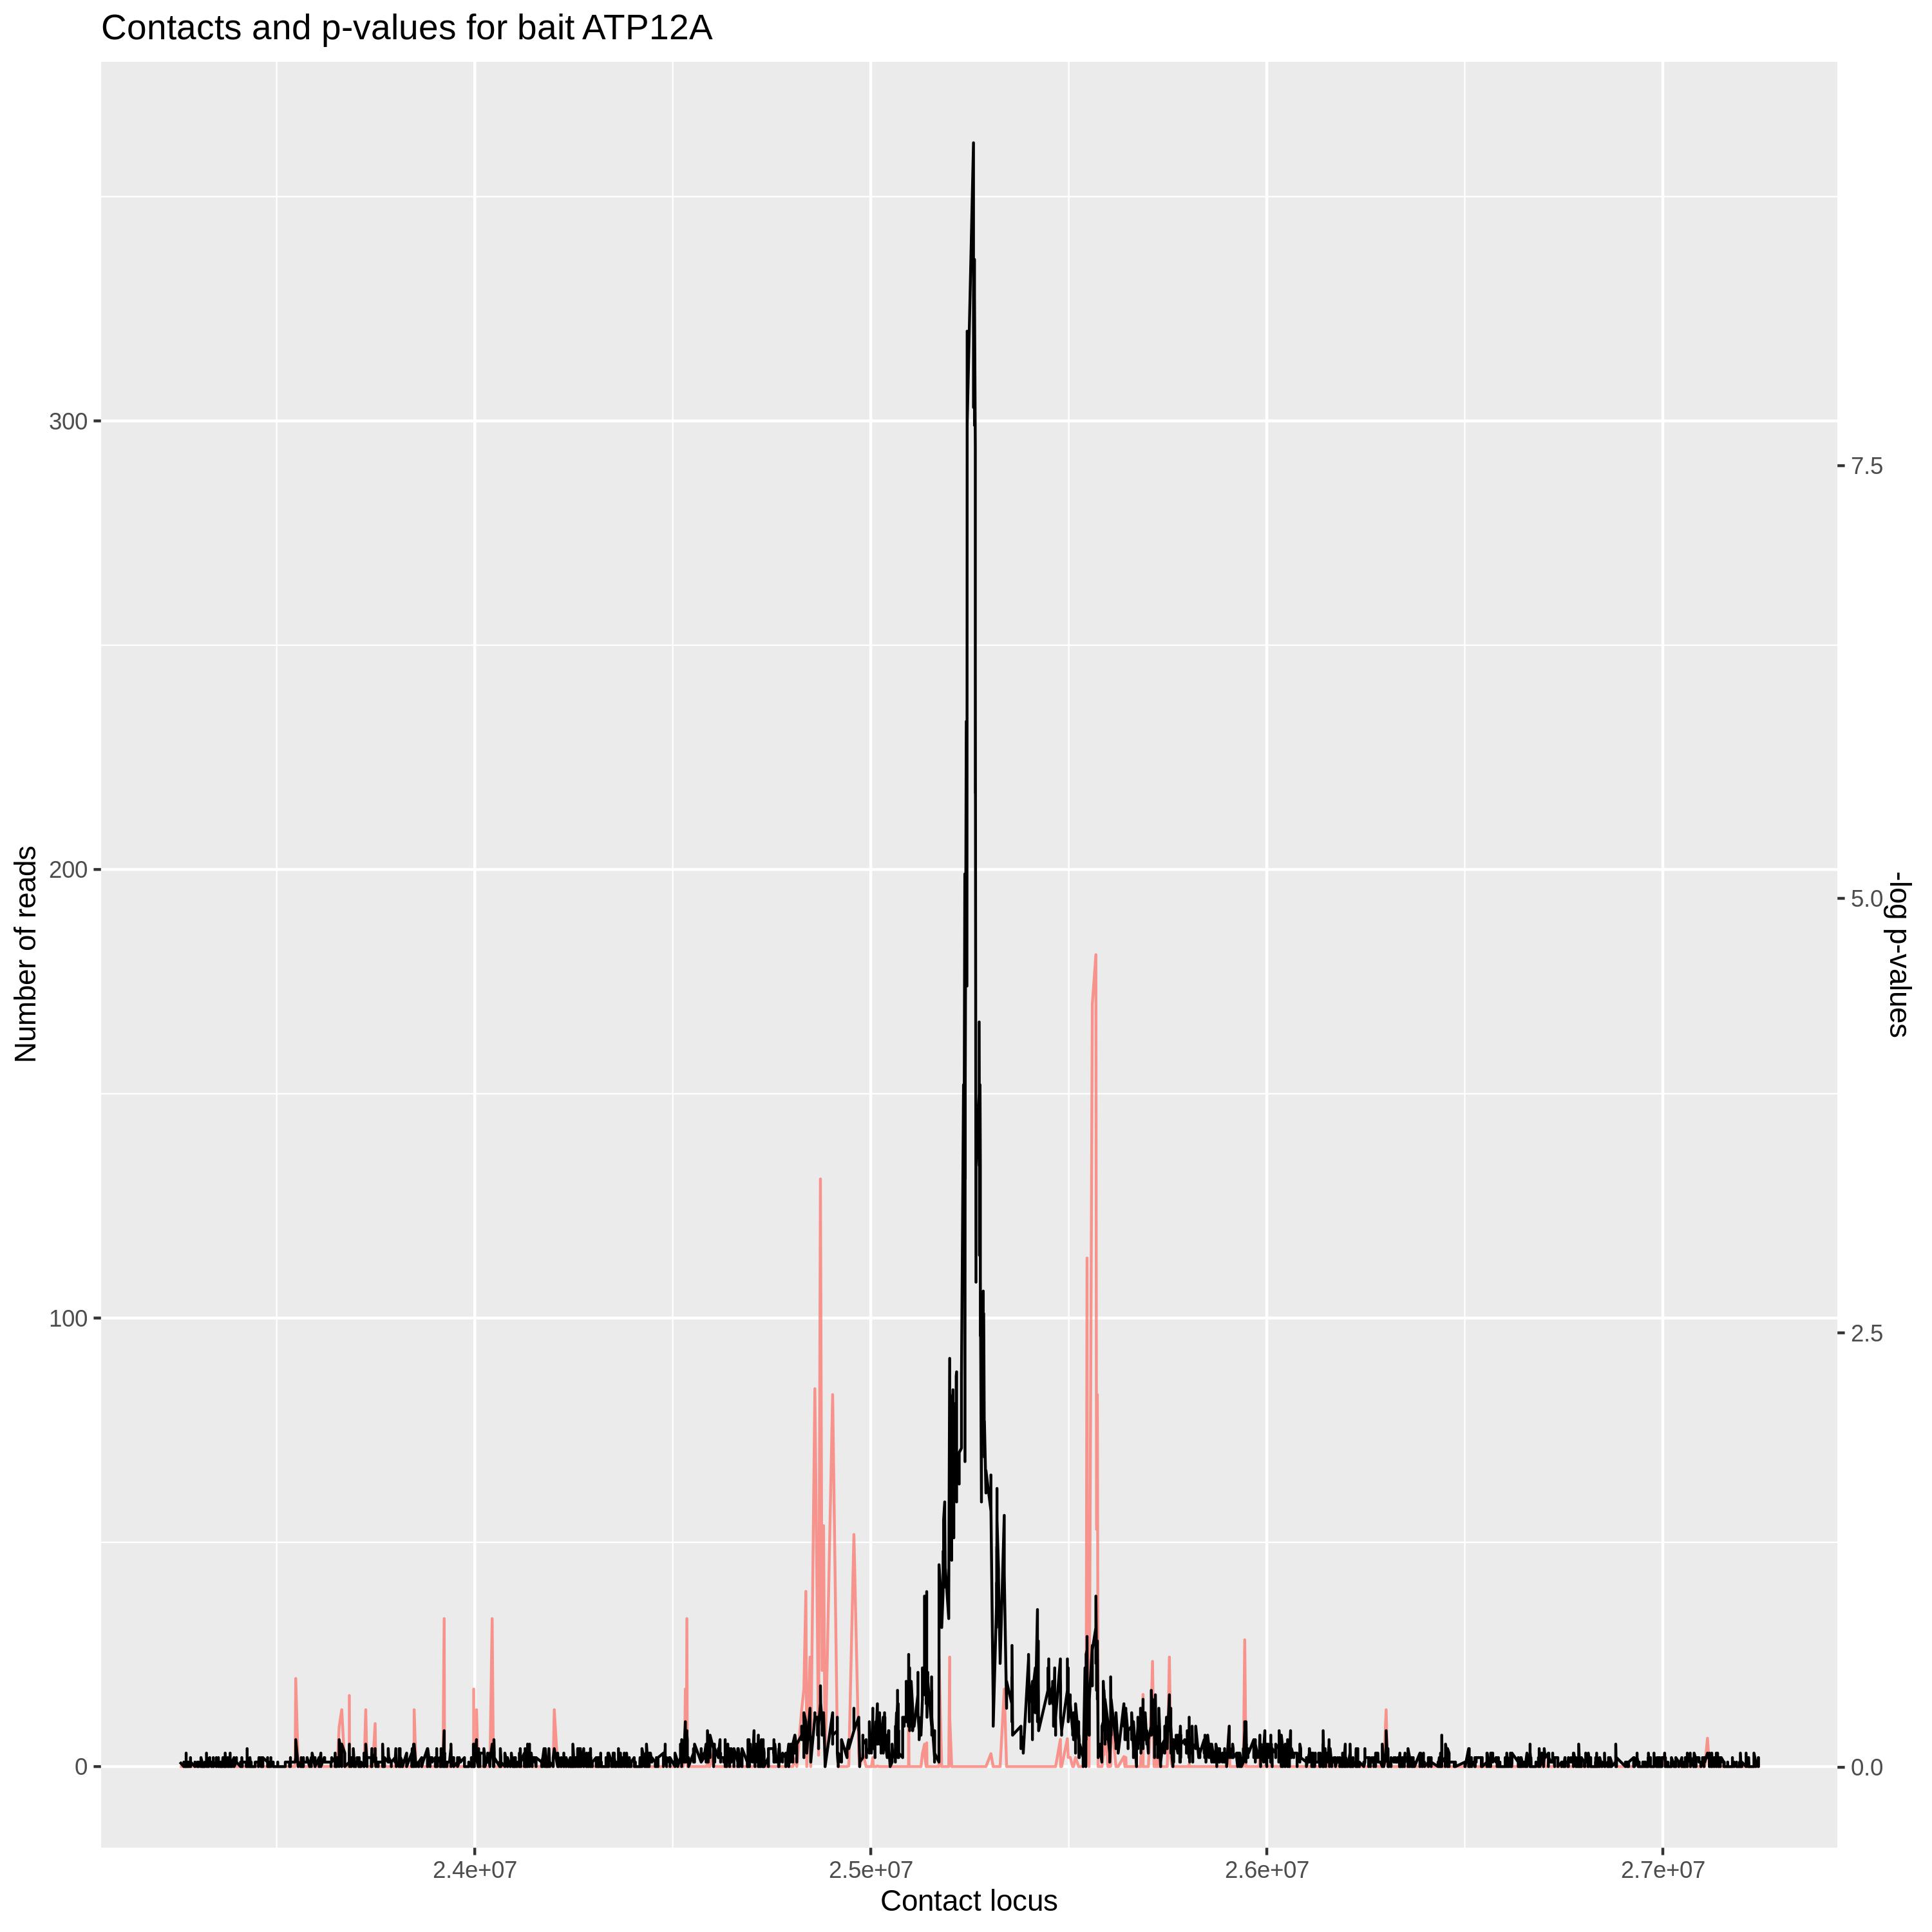 Contacts and p-values for bait ATP12A
300
200
100
0
Number of reads
7.5
5.0
2.5
0.0
-log p-values
2.4e+07
2.5e+07
2.6e+07
2.7e+07
Contact locus